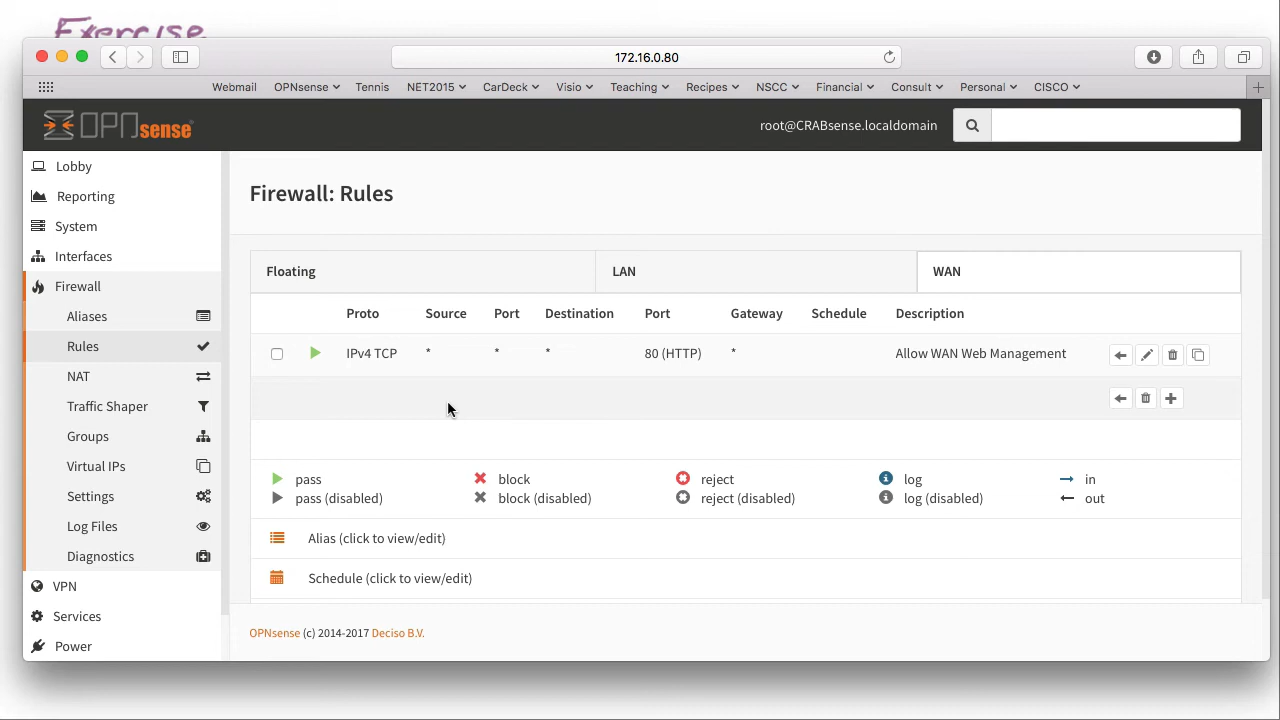 Exercise
172.16.0.80
Webmail OPNsense Tennis NET2015 CarDeck Visio Teaching Recipes NSCC Financial Consult Personal CISCO
OPNsense root@CRABsense.localdomain
Lobby
Reporting
System
Interfaces
Firewall
Aliases
Rules
NAT
Traffic Shaper
Groups
Virtual IPs
Settings
Log Files
Diagnostics
VPN
Services
Power
Firewall: Rules
Floating LAN WAN
Proto Source Port Destination Port Gateway Schedule Description
IPv4 TCP * * * 80 (HTTP) * Allow WAN Web Management
pass block reject log in
pass (disabled) block (disabled) reject (disabled) log (disabled) out
Alias (click to view/edit)
Schedule (click to view/edit)
OPNsense (c) 2014-2017 Deciso B.V.